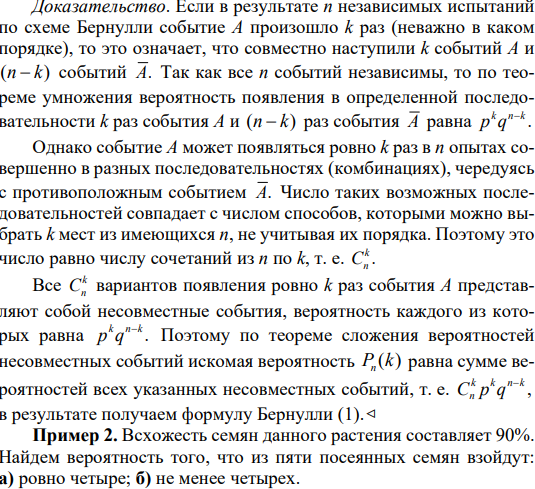 Доказательство. Если в результате n независимых испытаний
по схеме Бернулли событие A произошло k раз (неважно в каком
порядке), то это означает, что совместно наступили k событий A и
(n − k) событий A̅. Так как все n событий независимы, то по тео-
реме умножения вероятность появления в определенной последо-
вательности k раз события A и (n − k) раз события A̅ равна pᵏqⁿ⁻ᵏ.
Однако событие A может появляться ровно k раз в n опытах со-
вершенно в разных последовательностях (комбинациях), чередуясь
с противоположным событием A̅. Число таких возможных после-
довательностей совпадает с числом способов, которыми можно вы-
брать k мест из имеющихся n, не учитывая их порядка. Поэтому это
число равно числу сочетаний из n по k, т. е. Cₙᵏ.
Все Cₙᵏ вариантов появления ровно k раз события A представ-
ляют собой несовместные события, вероятность каждого из кото-
рых равна pᵏqⁿ⁻ᵏ. Поэтому по теореме сложения вероятностей
несовместных событий искомая вероятность Pₙ(k) равна сумме ве-
роятностей всех указанных несовместных событий, т. е. Cₙᵏpᵏqⁿ⁻ᵏ,
в результате получаем формулу Бернулли (1).◁
Пример 2. Всхожесть семян данного растения составляет 90%.
Найдем вероятность того, что из пяти посеянных семян взойдут:
а) ровно четыре; б) не менее четырех.